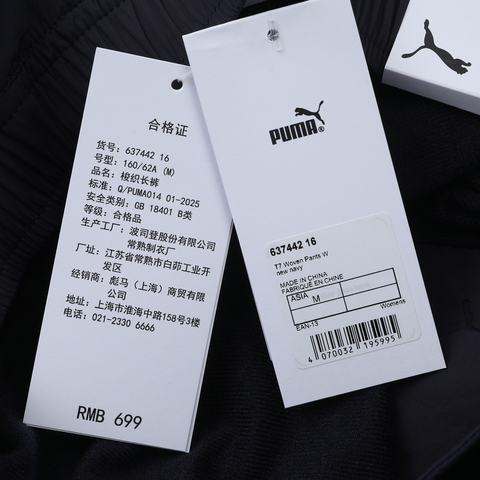 合格证
货号: 637442 16
号型: 160/62A (M)
品名: 梭织长裤
标准: Q/PUMA014 01-2025
安全类别: GB 18401 B类
等级: 合格品
生产工厂: 波司登股份有限公司
常熟制衣厂
厂址: 江苏省常熟市白茆工业开
发区
经销商: 彪马（上海）商贸有限
公司
地址: 上海市淮海中路158号3楼
电话: 021-2330 6666
RMB 699
PUMA®
637442 16
T7 Woven Pants W
new navy
MADE IN CHINA
FABRIQUÉ EN CHINE
ASIA M
Womens
EAN-13
4 070032 195995